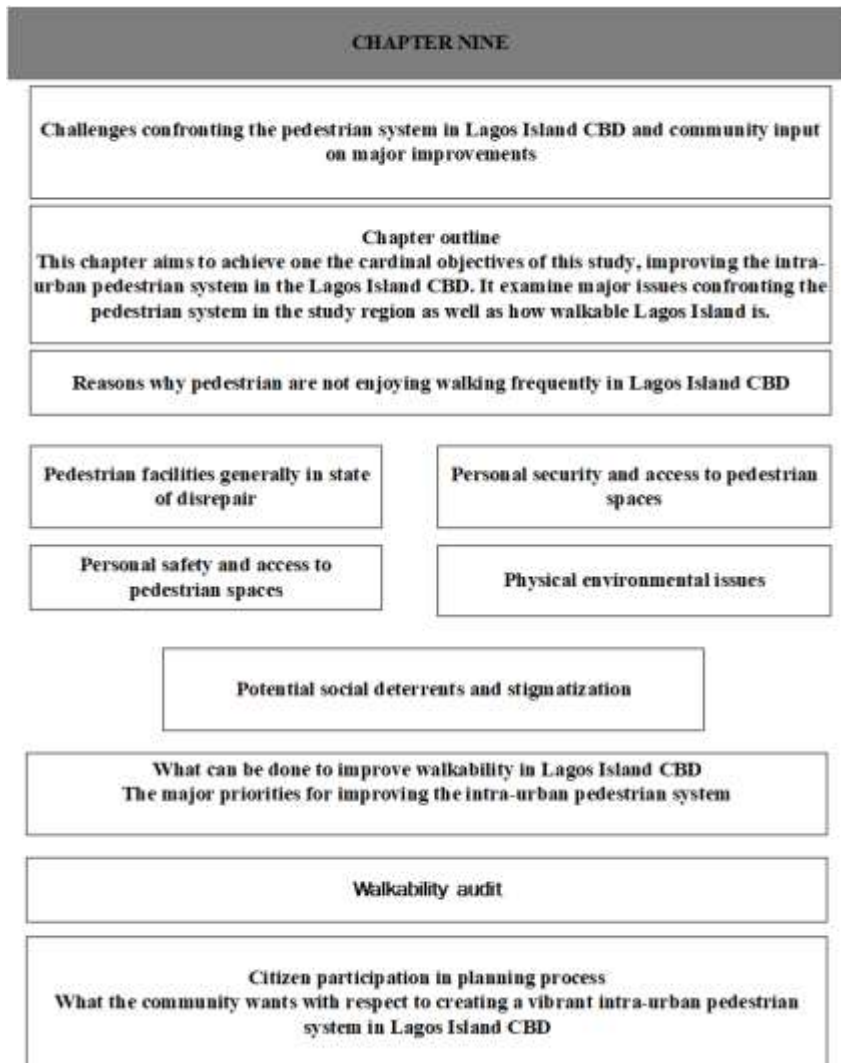 CHAPTER NINE
Challenges confronting the pedestrian system in Lagos Island CBD and community input
on major improvements
Chapter outline
This chapter aims to achieve one the cardinal objectives of this study, improving the intra-
urban pedestrian system in the Lagos Island CBD. It examine major issues confronting the
pedestrian system in the study region as well as how walkable Lagos Island is.
Reasons why pedestrian are not enjoying walking frequently in Lagos Island CBD
Pedestrian facilities generally in state
of disrepair
Personal security and access to pedestrian
spaces
Personal safety and access to
pedestrian spaces
Physical environmental issues
Potential social deterrents and stigmatization
What can be done to improve walkability in Lagos Island CBD
The major priorities for improving the intra-urban pedestrian system
Walkability audit
Citizen participation in planning process
What the community wants with respect to creating a vibrant intra-urban pedestrian
system in Lagos Island CBD